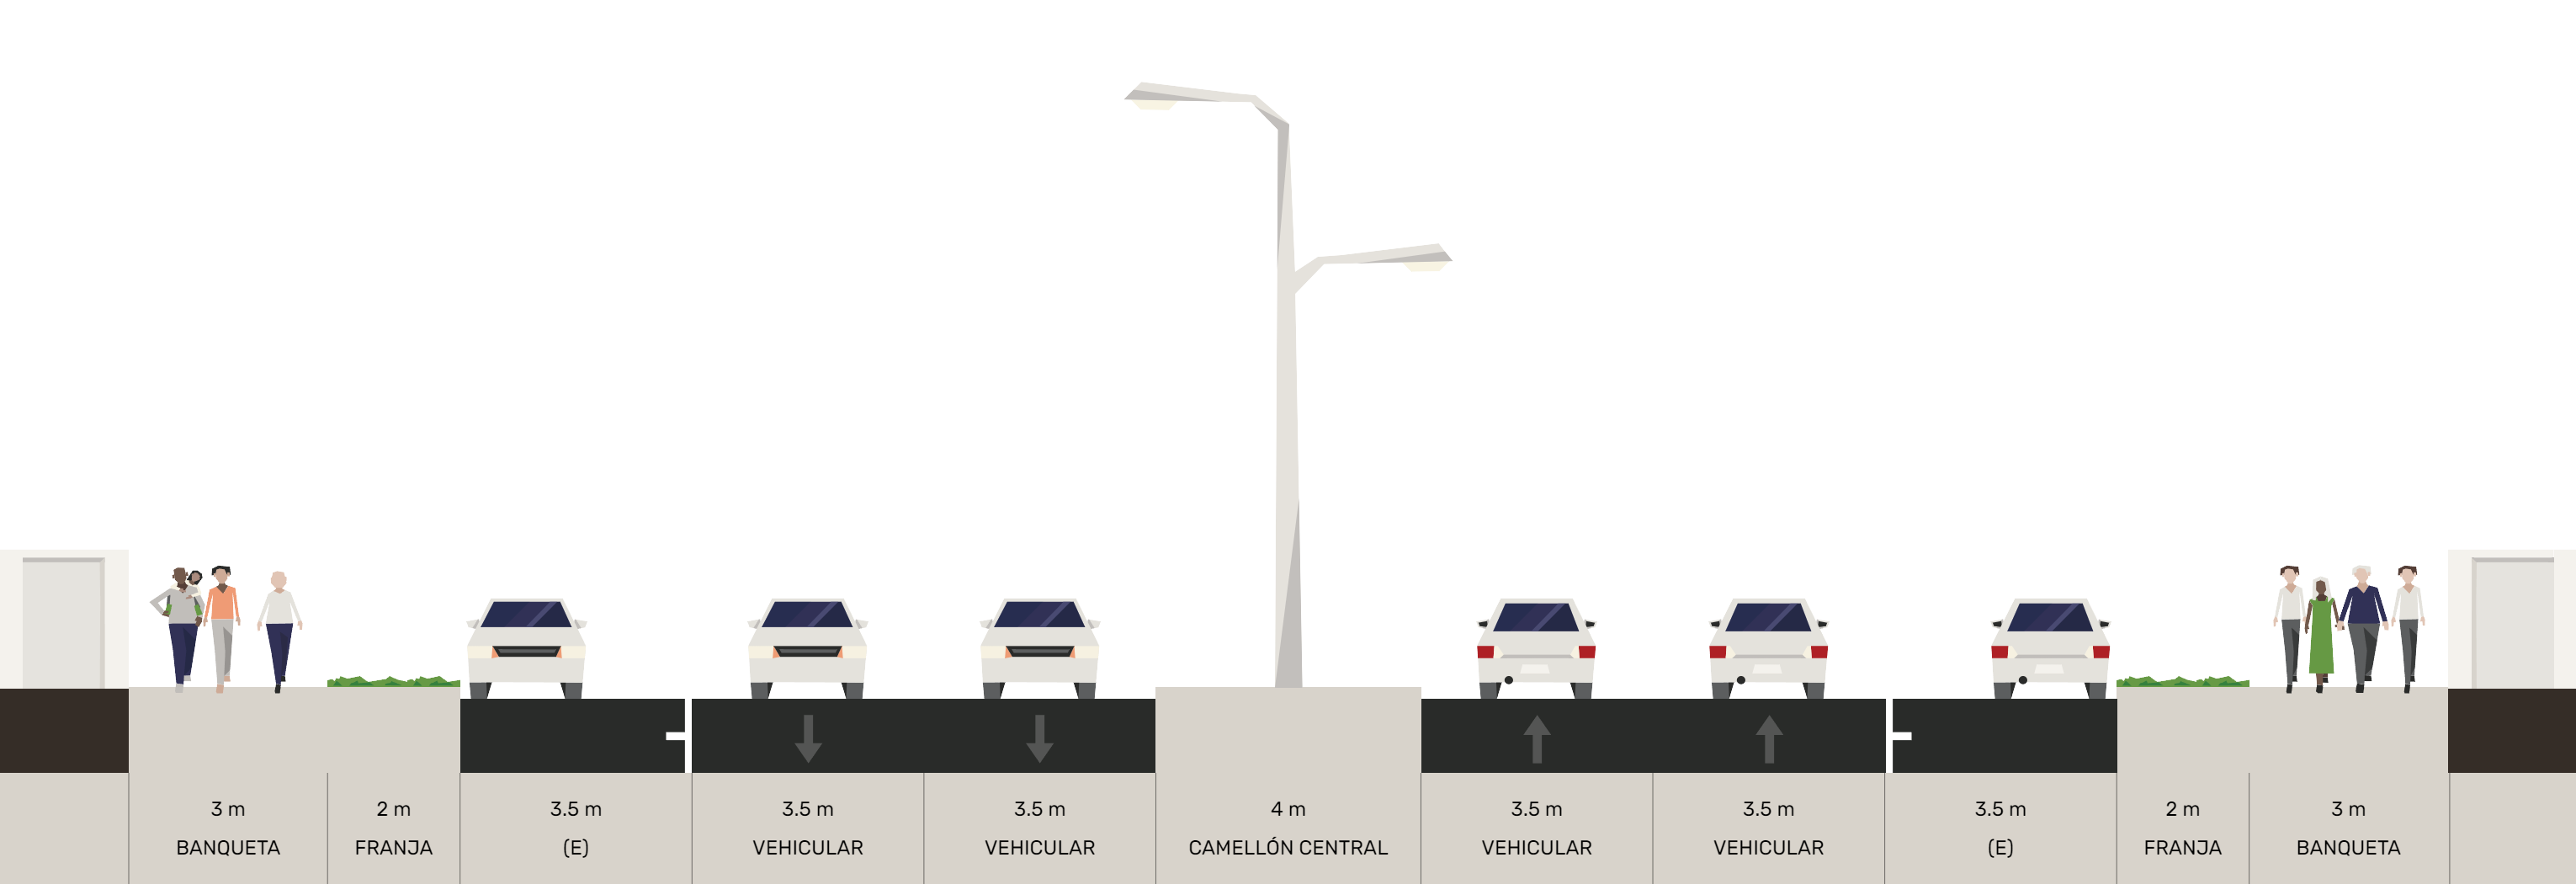 3 m
BANQUETA
2 m
FRANJA
3.5 m
(E)
3.5 m
VEHICULAR
3.5 m
VEHICULAR
4 m
CAMELLÓN CENTRAL
3.5 m
VEHICULAR
3.5 m
VEHICULAR
3.5 m
(E)
2 m
FRANJA
3 m
BANQUETA